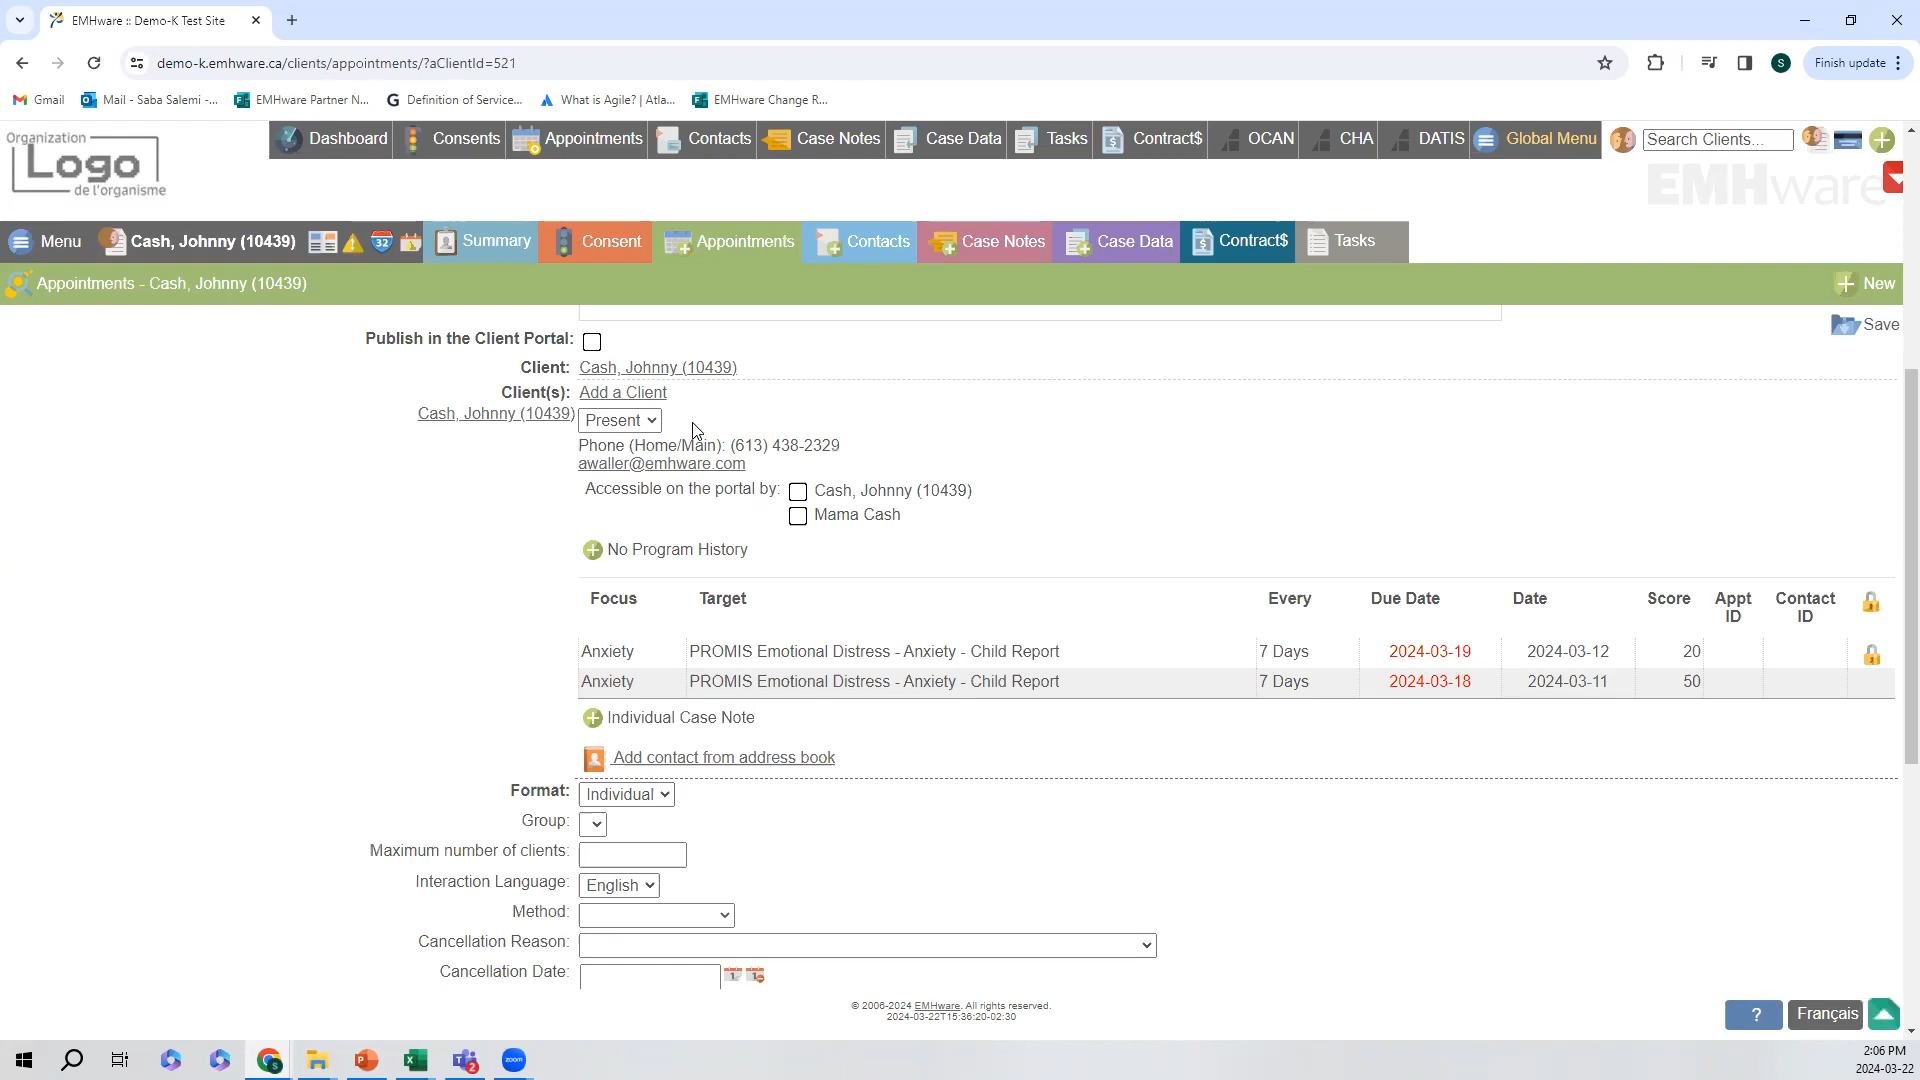 EMHware :: Demo-K Test Site
demo-k.emhware.ca/clients/appointments/?aClientId=521
S
Finish update
Gmail
Mail - Saba Salemi -...
EMHware Partner N...
Definition of Service...
What is Agile? | Atla...
EMHware Change R...
Organization
Logo
de l'organisme
Dashboard
Consents
Appointments
Contacts
Case Notes
Case Data
Tasks
Contract$
OCAN
CHA
DATIS
Global Menu
Search Clients...
EMHware
Menu
Cash, Johnny (10439)
32
Summary
Consent
Appointments
Contacts
Case Notes
Case Data
Contract$
Tasks
Appointments - Cash, Johnny (10439)
New
Save
Publish in the Client Portal:
Client: Cash, Johnny (10439)
Client(s): Add a Client
Cash, Johnny (10439) Present
Phone (Home/Main): (613) 438-2329
awaller@emhware.com
Accessible on the portal by: Cash, Johnny (10439)
Mama Cash
No Program History
Focus Target Every Due Date Date Score Appt ID Contact ID
Anxiety PROMIS Emotional Distress - Anxiety - Child Report 7 Days 2024-03-19 2024-03-12 20
Anxiety PROMIS Emotional Distress - Anxiety - Child Report 7 Days 2024-03-18 2024-03-11 50
Individual Case Note
Add contact from address book
Format: Individual
Group:
Maximum number of clients:
Interaction Language: English
Method:
Cancellation Reason:
Cancellation Date:
© 2006-2024 EMHware. All rights reserved.
2024-03-22T15:36:20-02:30
?
Français
zoom
2:06 PM
2024-03-22